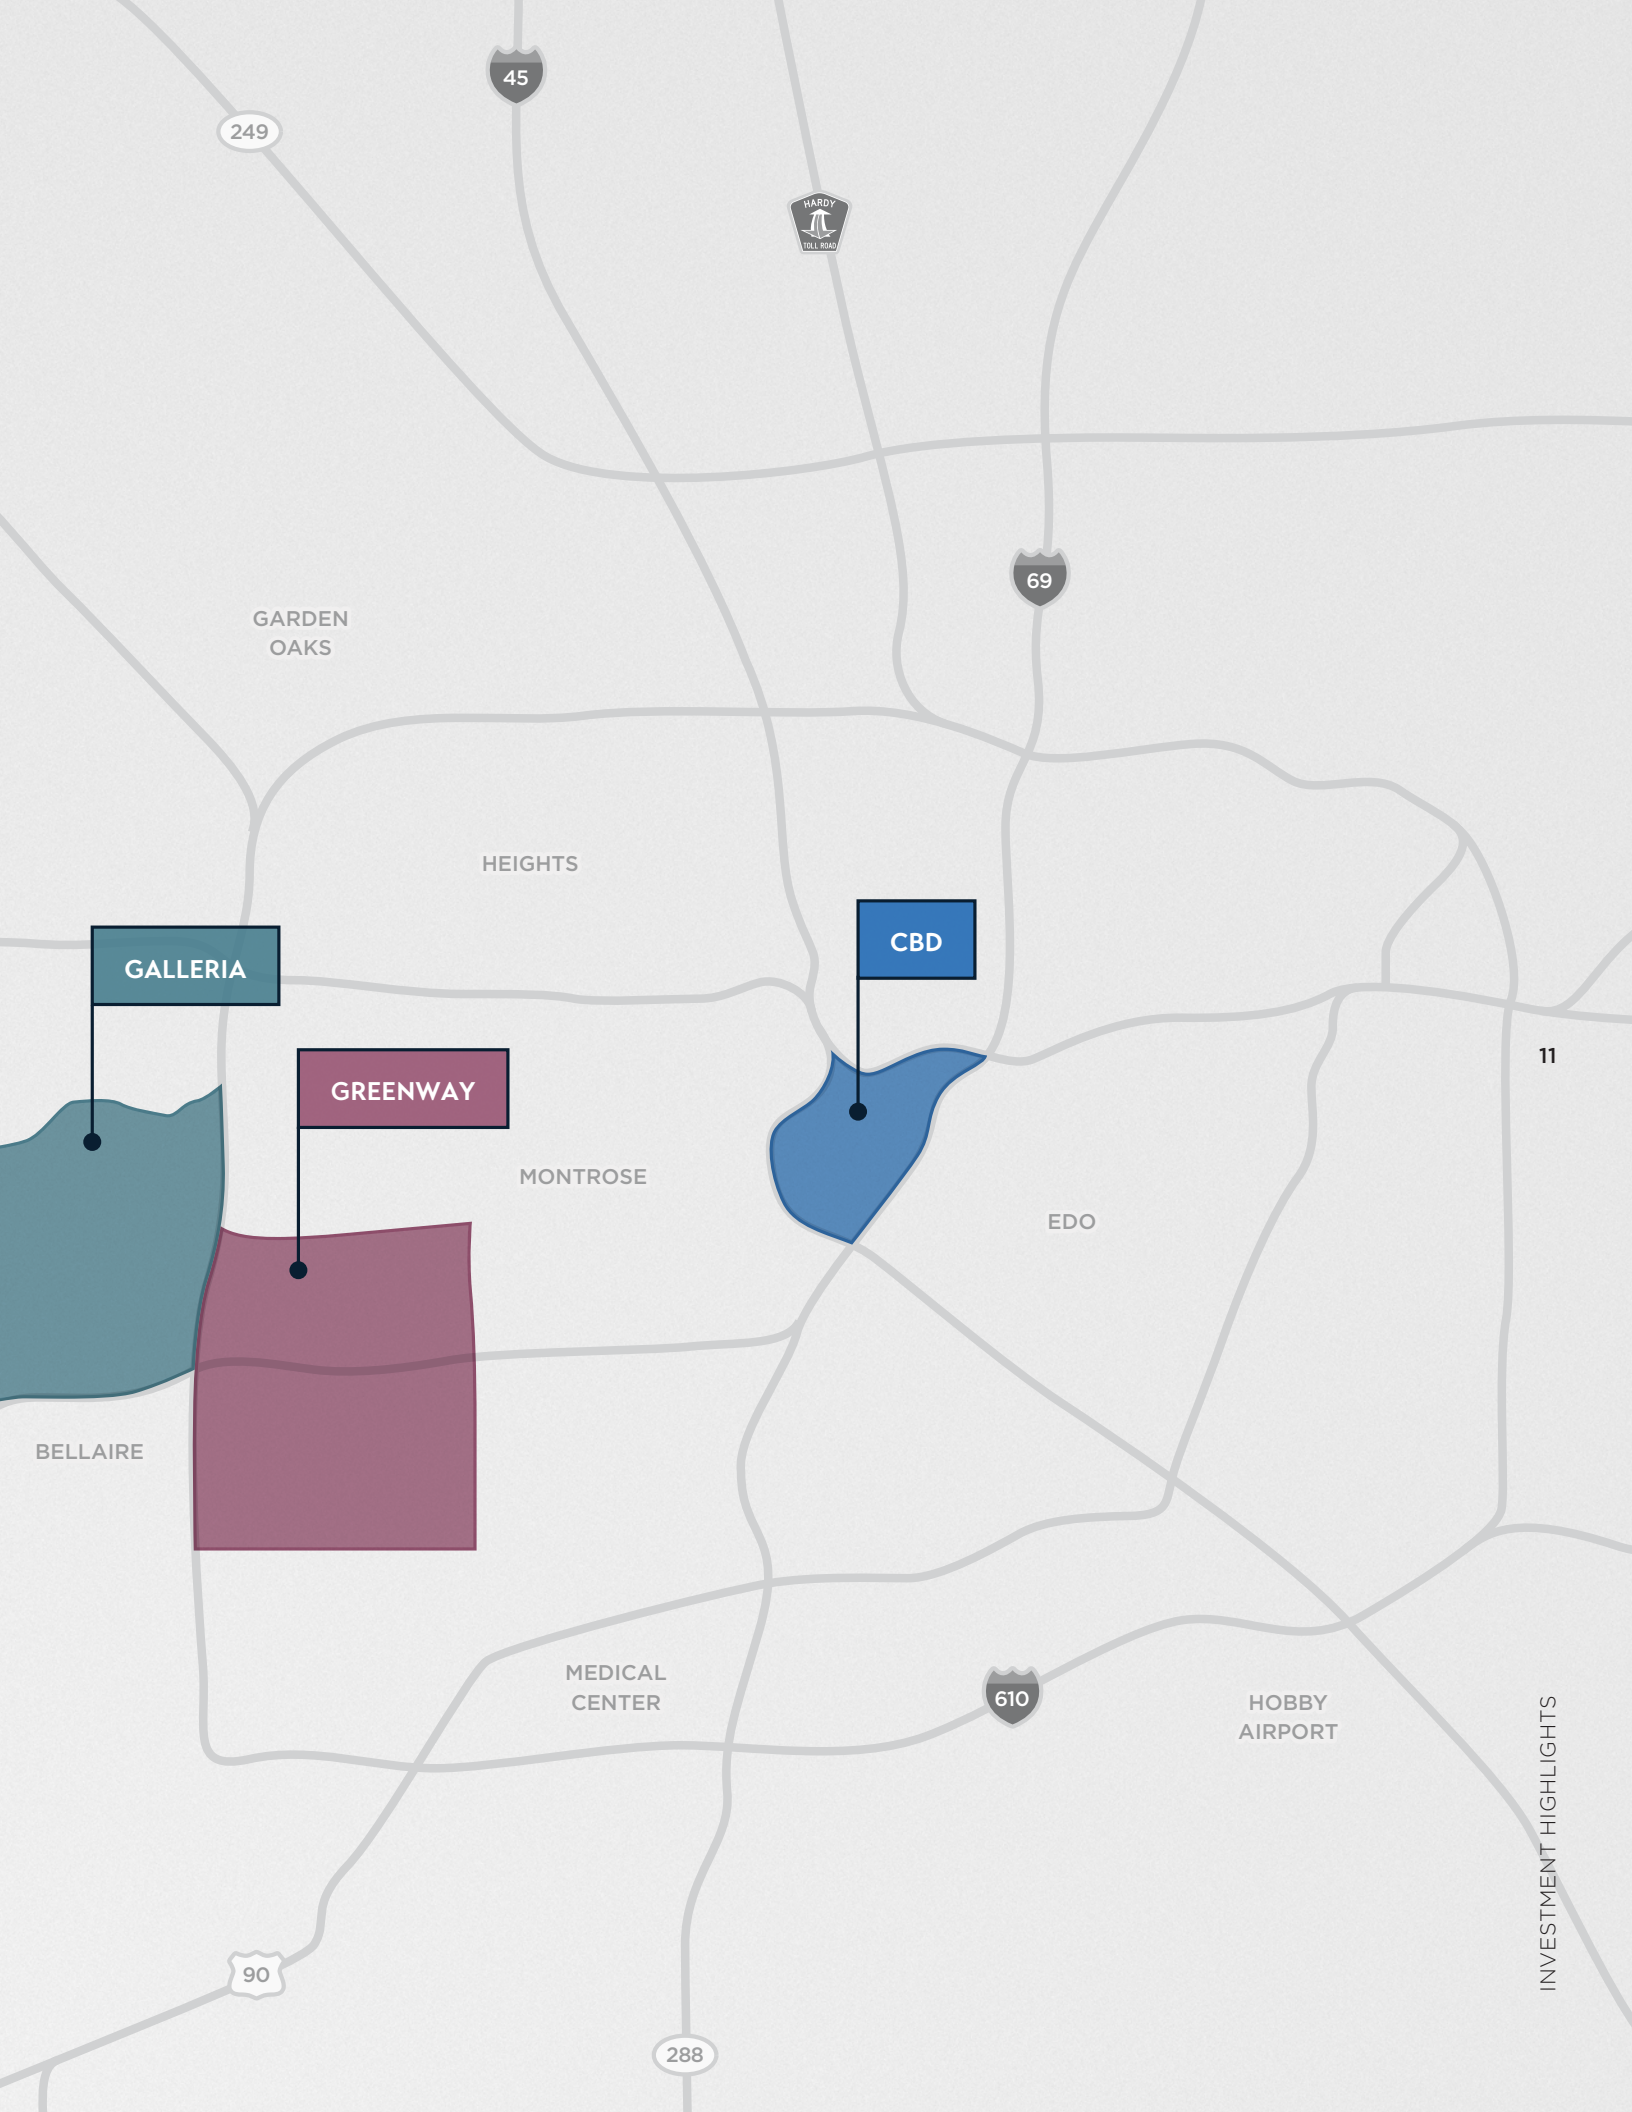 45
249
HARDY
TOLL ROAD
69
GARDEN
OAKS
HEIGHTS
CBD
GALLERIA
11
GREENWAY
MONTROSE
EDO
BELLAIRE
MEDICAL
CENTER
610
HOBBY
AIRPORT
INVESTMENT HIGHLIGHTS
90
288